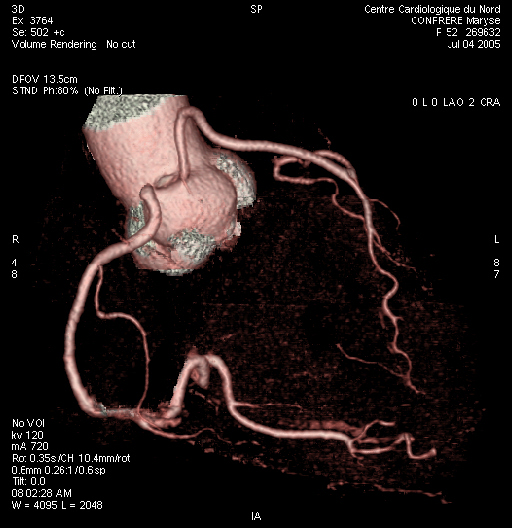 3D
Ex: 3764
Se: 502 +c
Volume Rendering No cut
DFOV 13.5cm
STND Ph:80% (No Filt.)
SP
Centre Cardiologique du Nord
CONFRERE Maryse
F 52 269632
Jul 04 2005
0 L 0 LAO 2 CRA
R
4
8
L
8
7
No VOI
kv 120
mA 720
Rot 0.35s/CH 10.4mm/rot
0.6mm 0.26:1/0.6sp
Tilt: 0.0
08:02:28 AM
W = 4095 L = 2048
IA